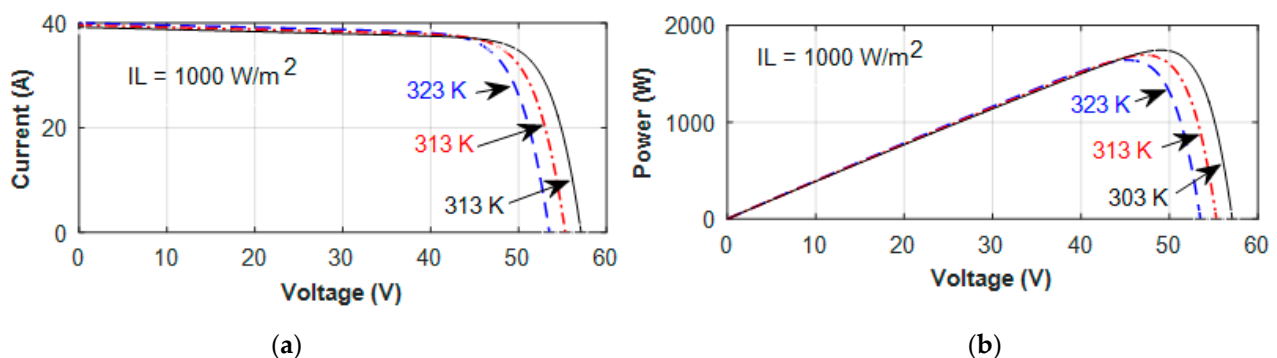 40
20
0
0
10
20
30
40
50
60
Current (A)
Voltage (V)
IL = 1000 W/m²
323 K
313 K
313 K
(a)
2000
1000
0
0
10
20
30
40
50
60
Power (W)
Voltage (V)
IL = 1000 W/m²
323 K
313 K
303 K
(b)